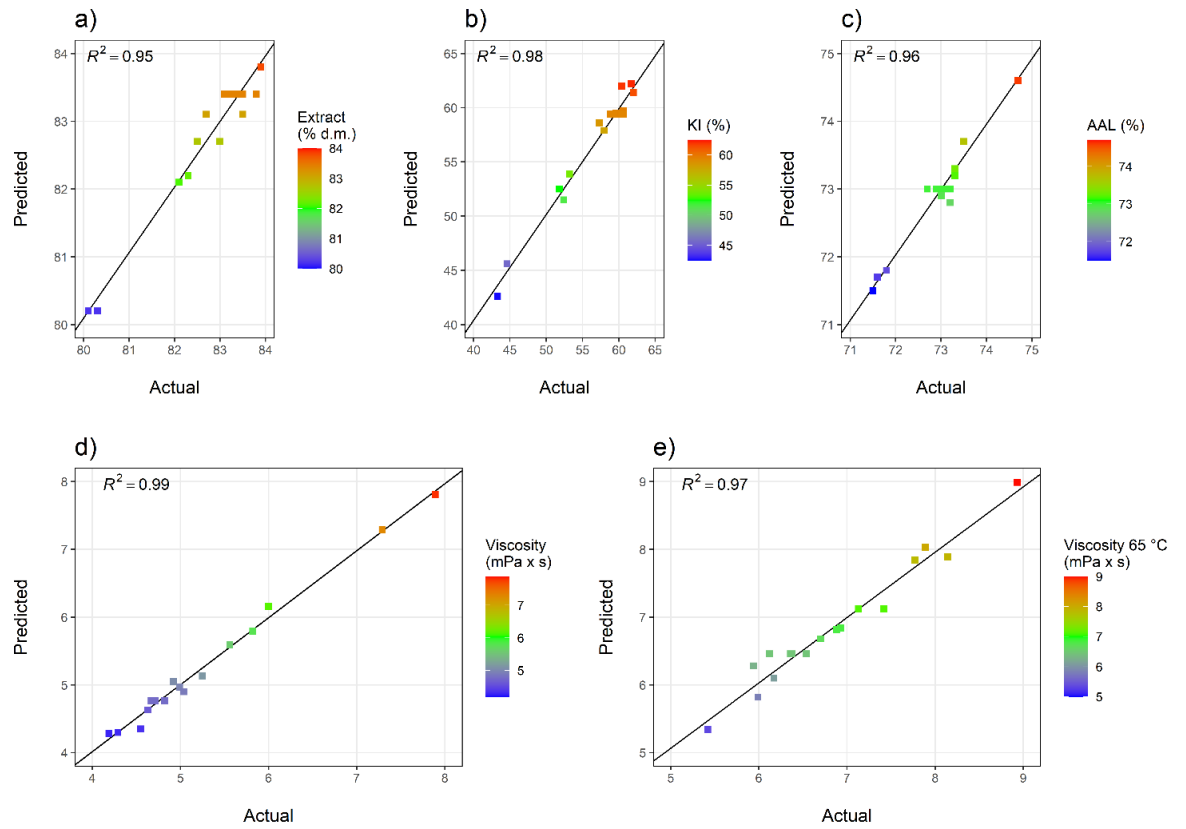 a)
R² = 0.95
84
83
82
81
80
80
81
82
83
84
Predicted
Actual
Extract
(% d.m.)
84
83
82
81
80
b)
R² = 0.98
65
60
55
50
45
40
40
45
50
55
60
65
Predicted
Actual
KI (%)
60
55
50
45
c)
R² = 0.96
75
74
73
72
71
71
72
73
74
75
Predicted
Actual
AAL (%)
74
73
72
d)
R² = 0.99
8
7
6
5
4
4
5
6
7
8
Predicted
Actual
Viscosity
(mPa x s)
7
6
5
e)
R² = 0.97
9
8
7
6
5
5
6
7
8
9
Predicted
Actual
Viscosity 65 °C
(mPa x s)
9
8
7
6
5